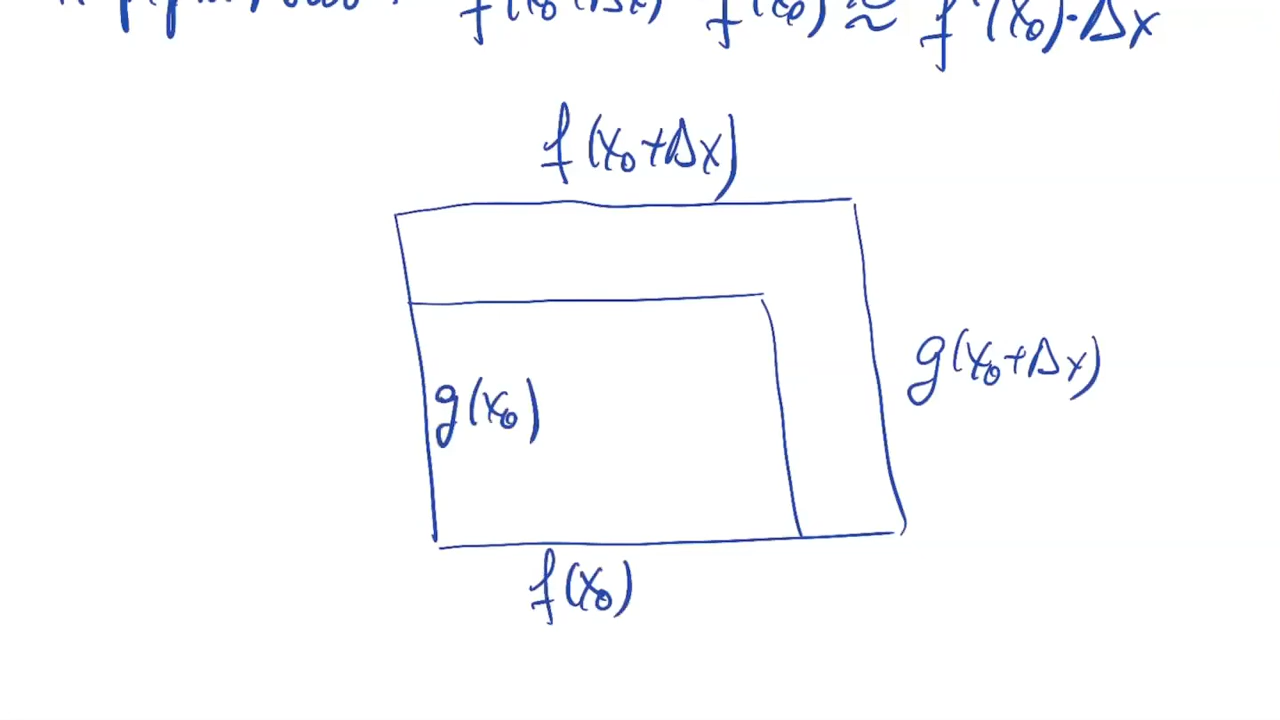 f(x₀+Δx) f(x₀) ≈ f'(x₀)·Δx
f(x₀+Δx)
g(x₀+Δx)
g(x₀)
f(x₀)